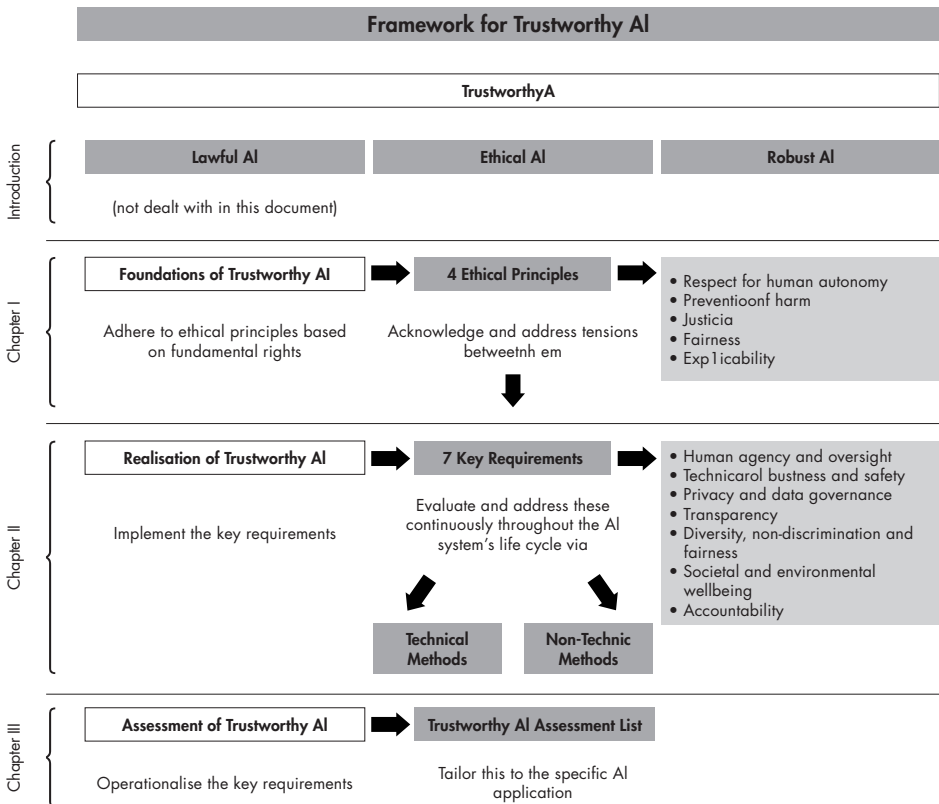 Framework for Trustworthy Al
TrustworthyA
Introduction
Lawful Al
Ethical Al
Robust Al
(not dealt with in this document)
Chapter I
Foundations of Trustworthy AI
4 Ethical Principles
Adhere to ethical principles based
on fundamental rights
Acknowledge and address tensions
betweetnh em
• Respect for human autonomy
• Preventioonf harm
• Justicia
• Fairness
• Exp1icability
Chapter II
Realisation of Trustworthy Al
7 Key Requirements
Implement the key requirements
Evaluate and address these
continuously throughout the Al
system's life cycle via
Technical
Methods
Non-Technic
Methods
• Human agency and oversight
• Technicarol bustness and safety
• Privacy and data governance
• Transparency
• Diversity, non-discrimination and
fairness
• Societal and environmental
wellbeing
• Accountability
Chapter III
Assessment of Trustworthy Al
Trustworthy Al Assessment List
Operationalise the key requirements
Tailor this to the specific Al
application